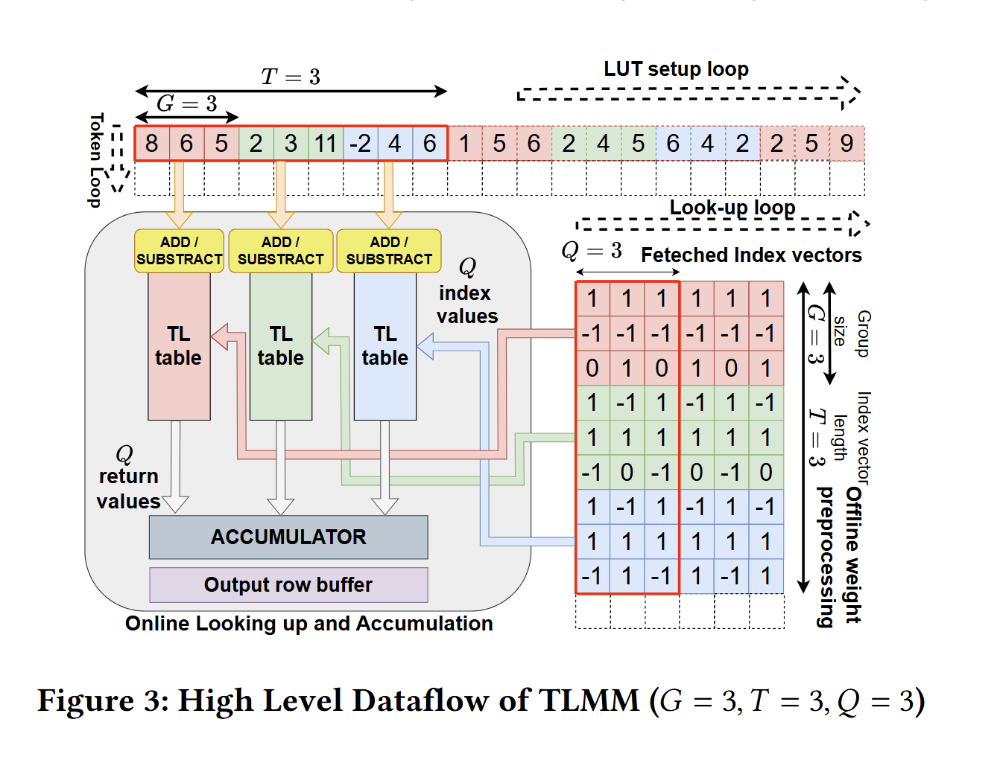 T = 3
LUT setup loop
G = 3
Token Loop
8 6 5 2 3 11 -2 4 6 1 5 6 2 4 5 6 4 2 2 5 9
Look-up loop
Q = 3
Feteched Index vectors
ADD /
SUBSTRACT
ADD /
SUBSTRACT
ADD /
SUBSTRACT
Q
index
values
TL
table
TL
table
TL
table
1 1 1 1 1 1
-1 -1 -1 -1 -1 -1
0 1 0 1 0 1
1 -1 1 -1 1 -1
1 1 1 1 1 1
-1 0 -1 0 -1 0
1 -1 1 -1 1 -1
1 1 1 1 1 1
-1 1 -1 1 -1 1
Group
size
G = 3
Index vector
length
T = 3
Offline weight
preprocessing
Q
return
values
ACCUMULATOR
Output row buffer
Online Looking up and Accumulation
Figure 3: High Level Dataflow of TLMM (G = 3, T = 3, Q = 3)